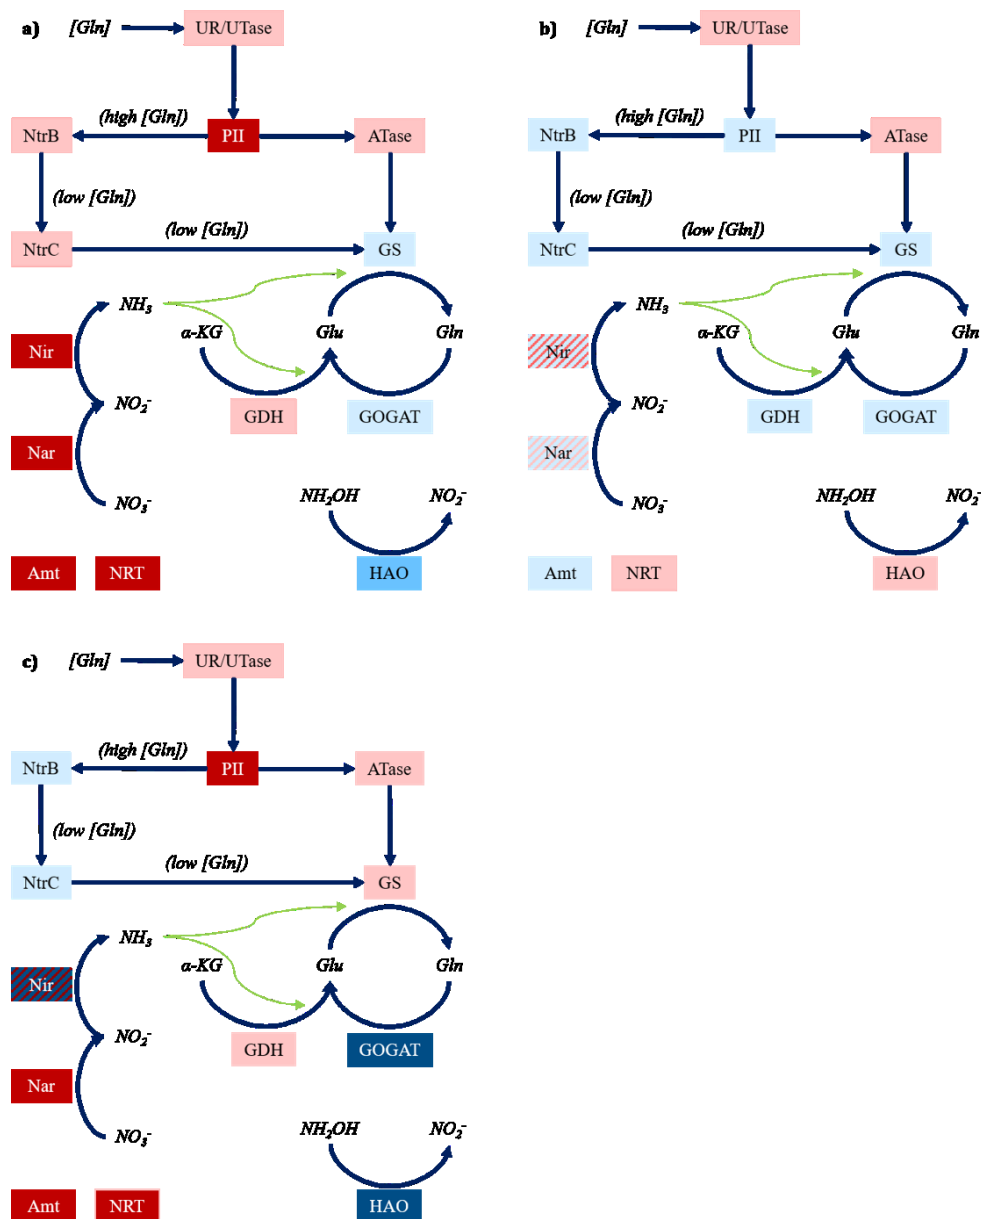 a) [Gln] UR/UTase
(high [Gln])
NtrB PII ATase
(low [Gln])
(low [Gln])
NtrC GS
NH₃
α-KG Glu Gln
Nir
NO₂⁻
GDH GOGAT
Nar
NO₃⁻
NH₂OH NO₂⁻
Amt NRT HAO
b) [Gln] UR/UTase
(high [Gln])
NtrB PII ATase
(low [Gln])
(low [Gln])
NtrC GS
NH₃
α-KG Glu Gln
Nir
NO₂⁻
GDH GOGAT
Nar
NO₃⁻
NH₂OH NO₂⁻
Amt NRT HAO
c) [Gln] UR/UTase
(high [Gln])
NtrB PII ATase
(low [Gln])
(low [Gln])
NtrC GS
NH₃
α-KG Glu Gln
Nir
NO₂⁻
GDH GOGAT
Nar
NO₃⁻
NH₂OH NO₂⁻
Amt NRT HAO